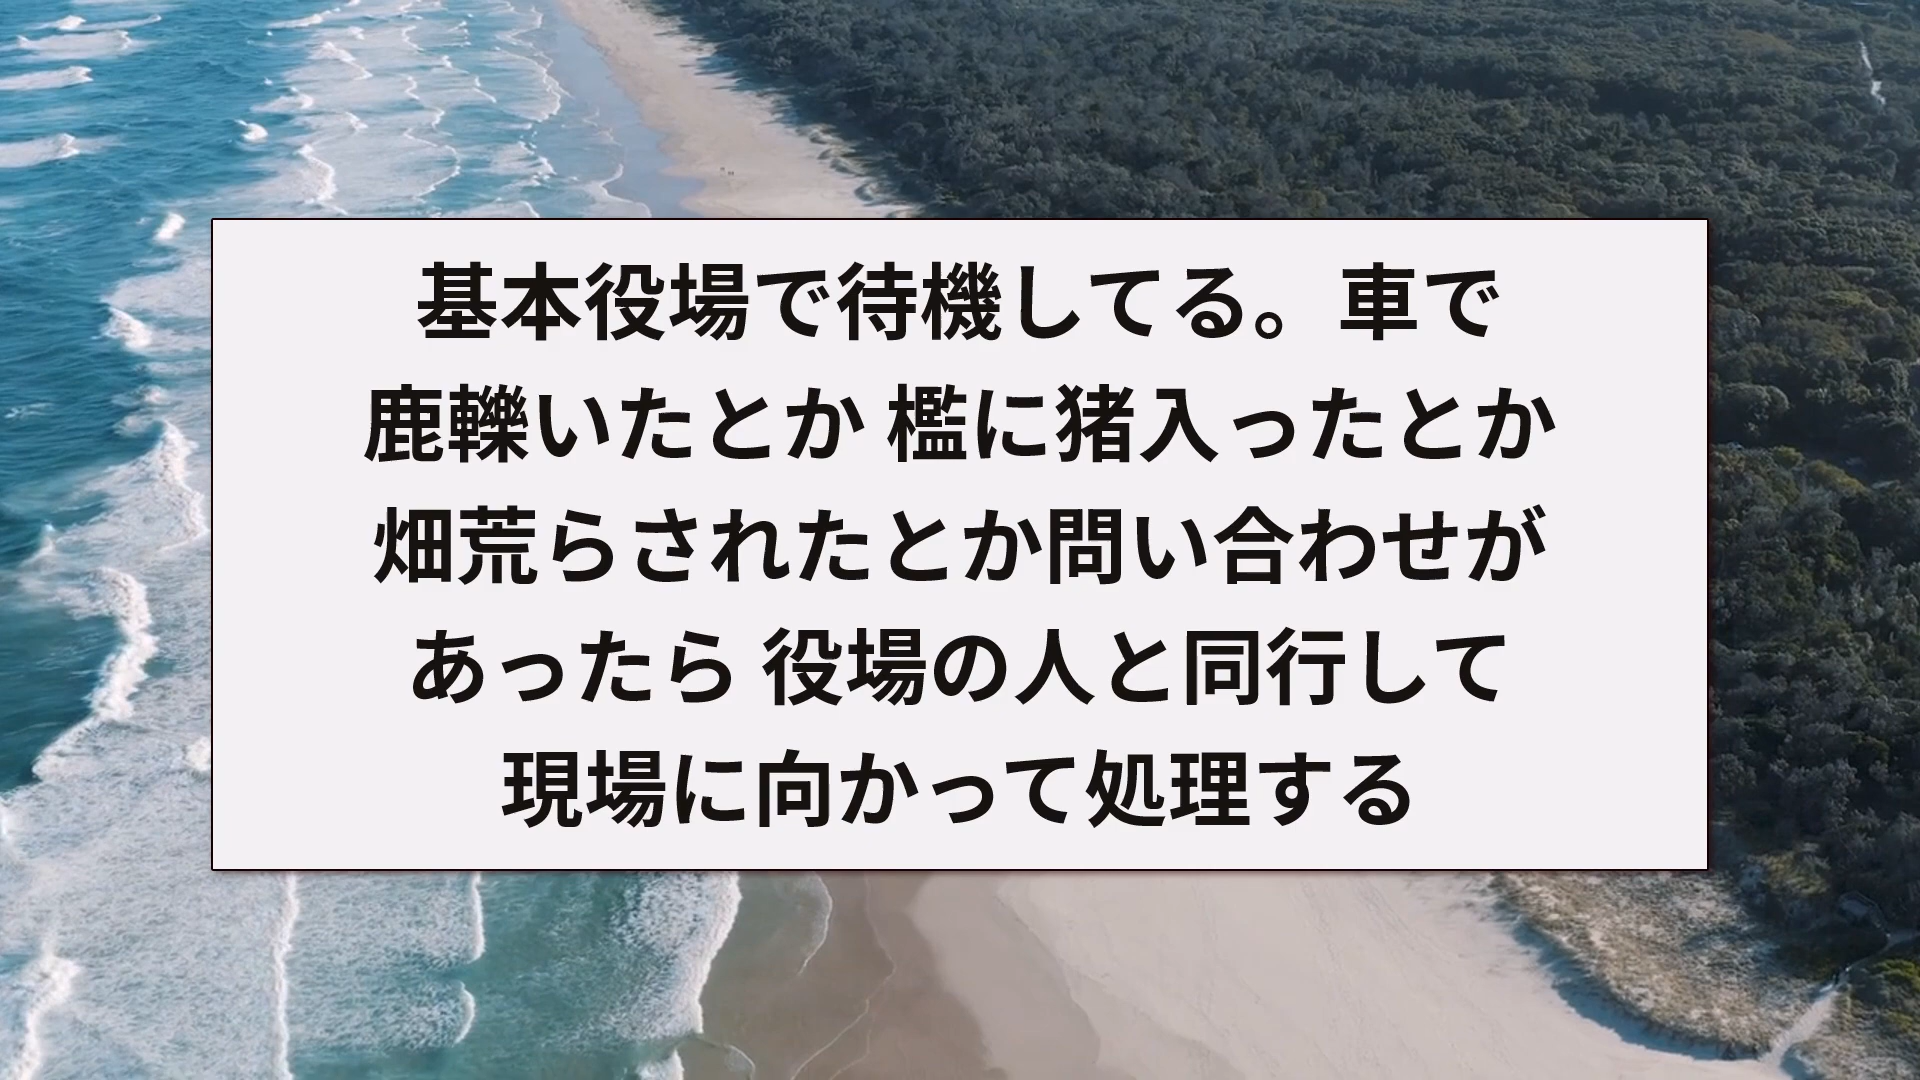 基本役場で待機してる。車で
鹿轢いたとか 檻に猪入ったとか
畑荒らされたとか問い合わせが
あったら 役場の人と同行して
現場に向かって処理する